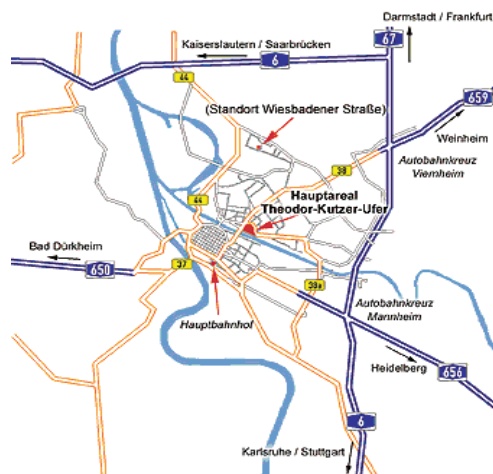 Darmstadt / Frankfurt
67
Kaiserslautern / Saarbrücken
6
44
659
(Standort Wiesbadener Straße)
Weinheim
38
Autobahnkreuz
Viernheim
Hauptareal
Theodor-Kutzer-Ufer
44
Bad Dürkheim
650
37
38a
Autobahnkreuz
Mannheim
Hauptbahnhof
Heidelberg
656
6
Karlsruhe / Stuttgart